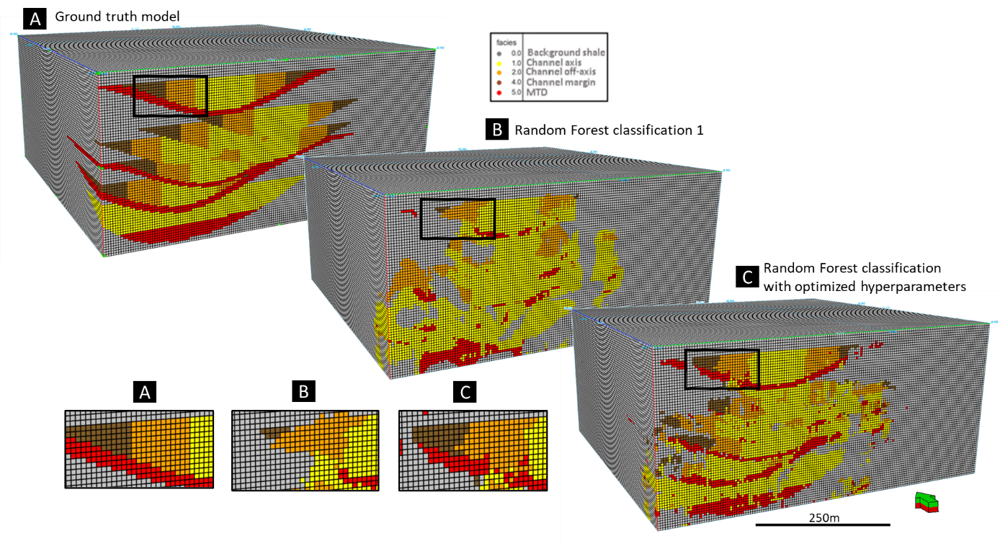 A Ground truth model
facies
0.0 Background shale
1.0 Channel axis
2.0 Channel off-axis
4.0 Channel margin
5.0 MTD
B Random Forest classification 1
C Random Forest classification
with optimized hyperparameters
A B C
250m